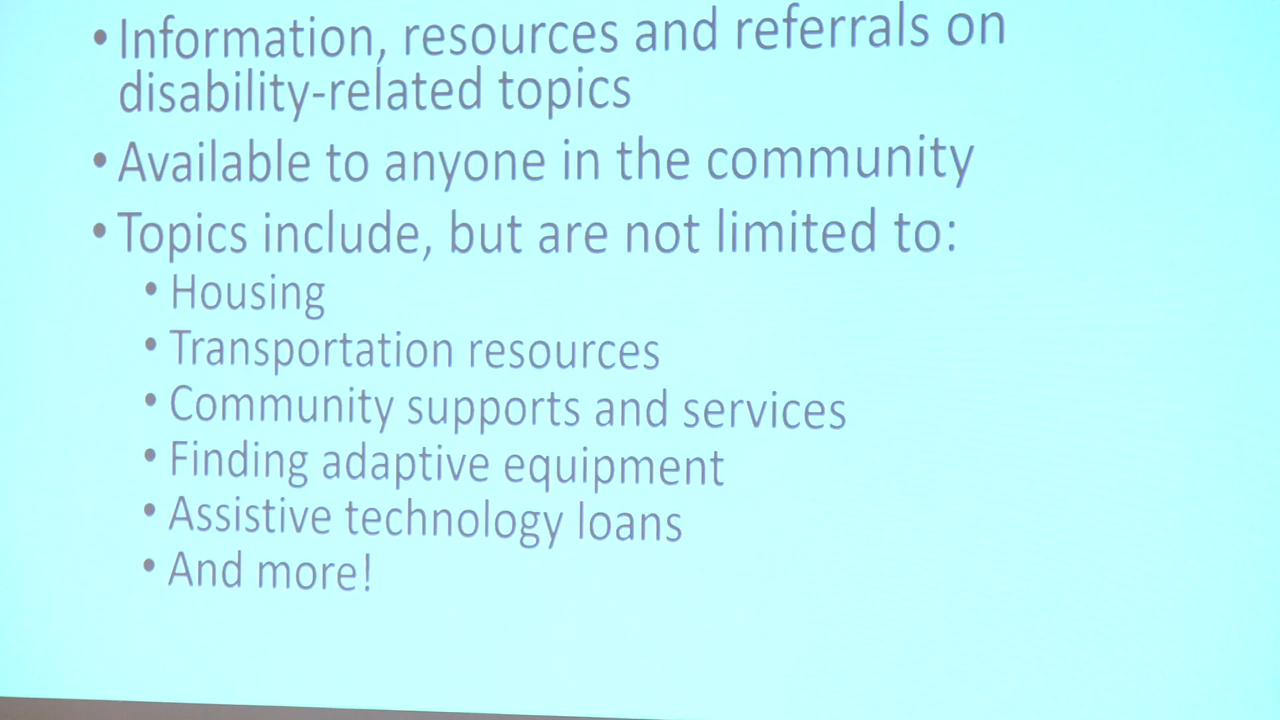 • Information, resources and referrals on
disability-related topics
• Available to anyone in the community
• Topics include, but are not limited to:
• Housing
• Transportation resources
• Community supports and services
• Finding adaptive equipment
• Assistive technology loans
• And more!